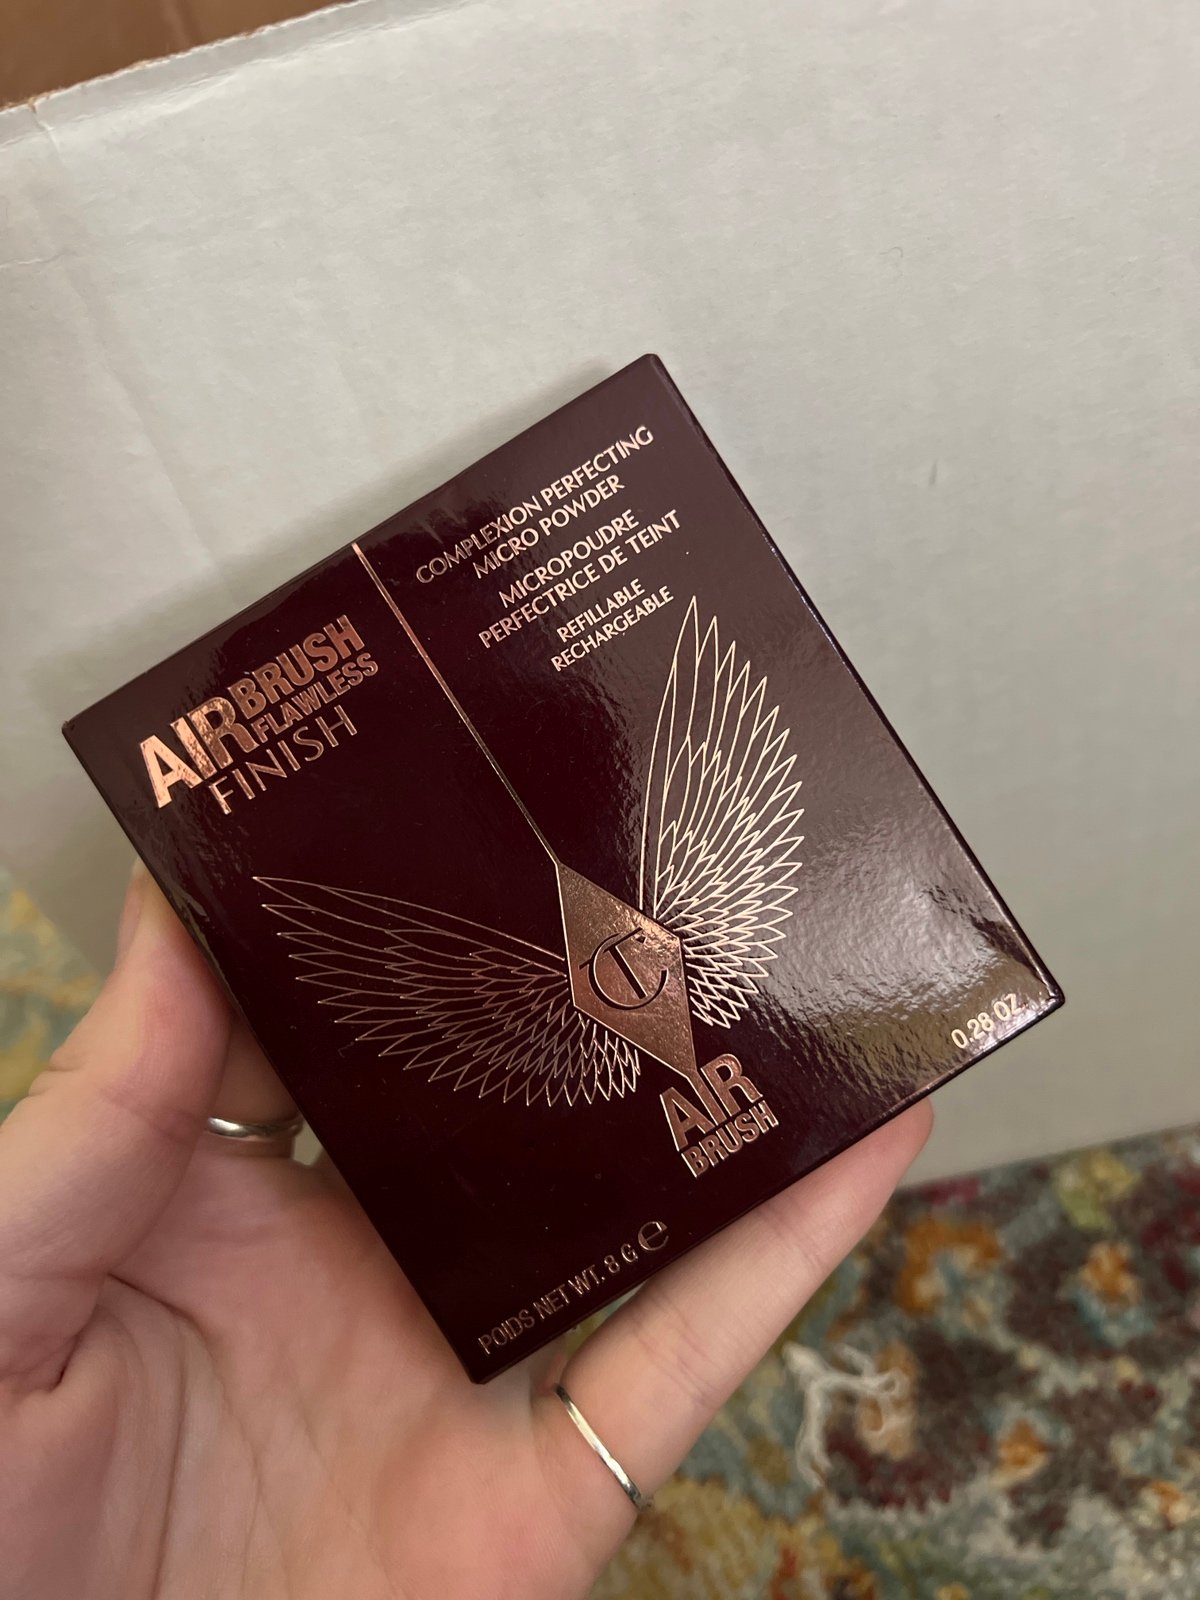 AIRBRUSH
FLAWLESS
FINISH
COMPLEXION PERFECTING
MICRO POWDER
MICROPOUDRE
PERFECTRICE DE TEINT
REFILLABLE
RECHARGEABLE
CT
AIR
BRUSH
POIDS NET WT. 8 G ℮
0.28 OZ.